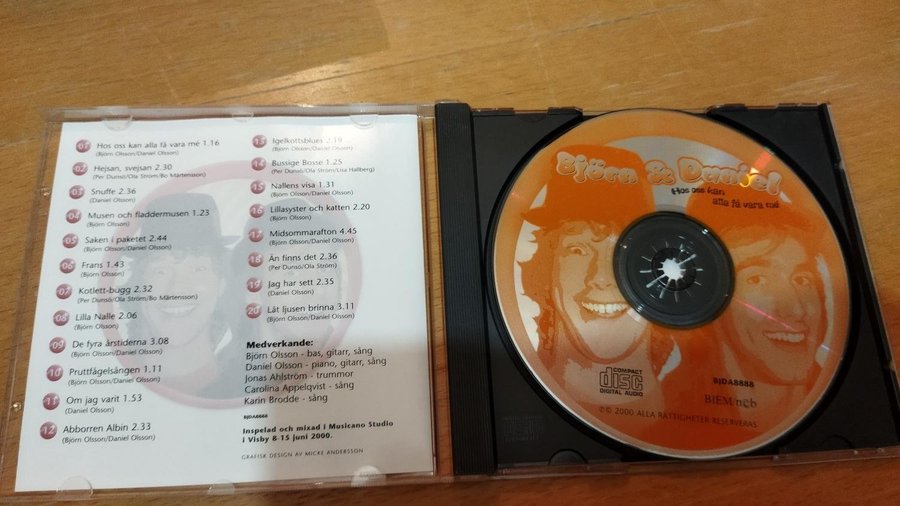 01 Hos oss kan alla få vara mé 1.16
(Björn Olsson/Daniel Olsson)
02 Hejsan, svejsan 2.30
(Per Dunsö/Ola Ström/Bo Mårtensson)
03 Snuffe 2.36
(Björn Olsson/Daniel Olsson)
04 Musen och fladdermusen 1.23
(Björn Olsson)
05 Saken i paketet 2.44
(Björn Olsson/Daniel Olsson)
06 Frans 1.43
(Björn Olsson/Daniel Olsson)
07 Kotlett-bugg 2.32
(Per Dunsö/Ola Ström/Bo Mårtensson)
08 Lilla Nalle 2.06
(Björn Olsson)
09 De fyra årstiderna 3.08
(Björn Olsson/Daniel Olsson)
10 Pruttfågelsången 1.11
(Björn Olsson/Daniel Olsson)
11 Om jag varit 1.53
(Daniel Olsson)
12 Abborren Albin 2.33
(Björn Olsson/Daniel Olsson)
13 Igelkottsblues 2.19
(Björn Olsson/Daniel Olsson)
14 Bussige Bosse 1.25
(Per Dunsö/Ola Ström/Lisa Hallberg)
15 Nallens visa 1.31
(Björn Olsson/Daniel Olsson)
16 Lillasyster och katten 2.20
(Björn Olsson)
17 Midsommarafton 4.45
(Björn Olsson/Daniel Olsson)
18 Än finns det 2.36
(Per Dunsö/Ola Ström)
19 Jag har sett 2.35
(Daniel Olsson)
20 Låt ljusen brinna 3.11
(Björn Olsson/Daniel Olsson)
Medverkande:
Björn Olsson - bas, gitarr, sång
Daniel Olsson - piano, gitarr, sång
Jonas Ahlström - trummor
Carolina Appelqvist - sång
Karin Brodde - sång
BJDA8888
Inspelad och mixad i Musicano Studio
i Visby 8-15 juni 2000.
GRAFISK DESIGN AV MICKE ANDERSSON
Björn & Daniel
Hos oss kan
alla få vara mé
COMPACT
disc
DIGITAL AUDIO
BJDA8888
BIEM/ncb
℗© 2000 ALLA RÄTTIGHETER RESERVERAS